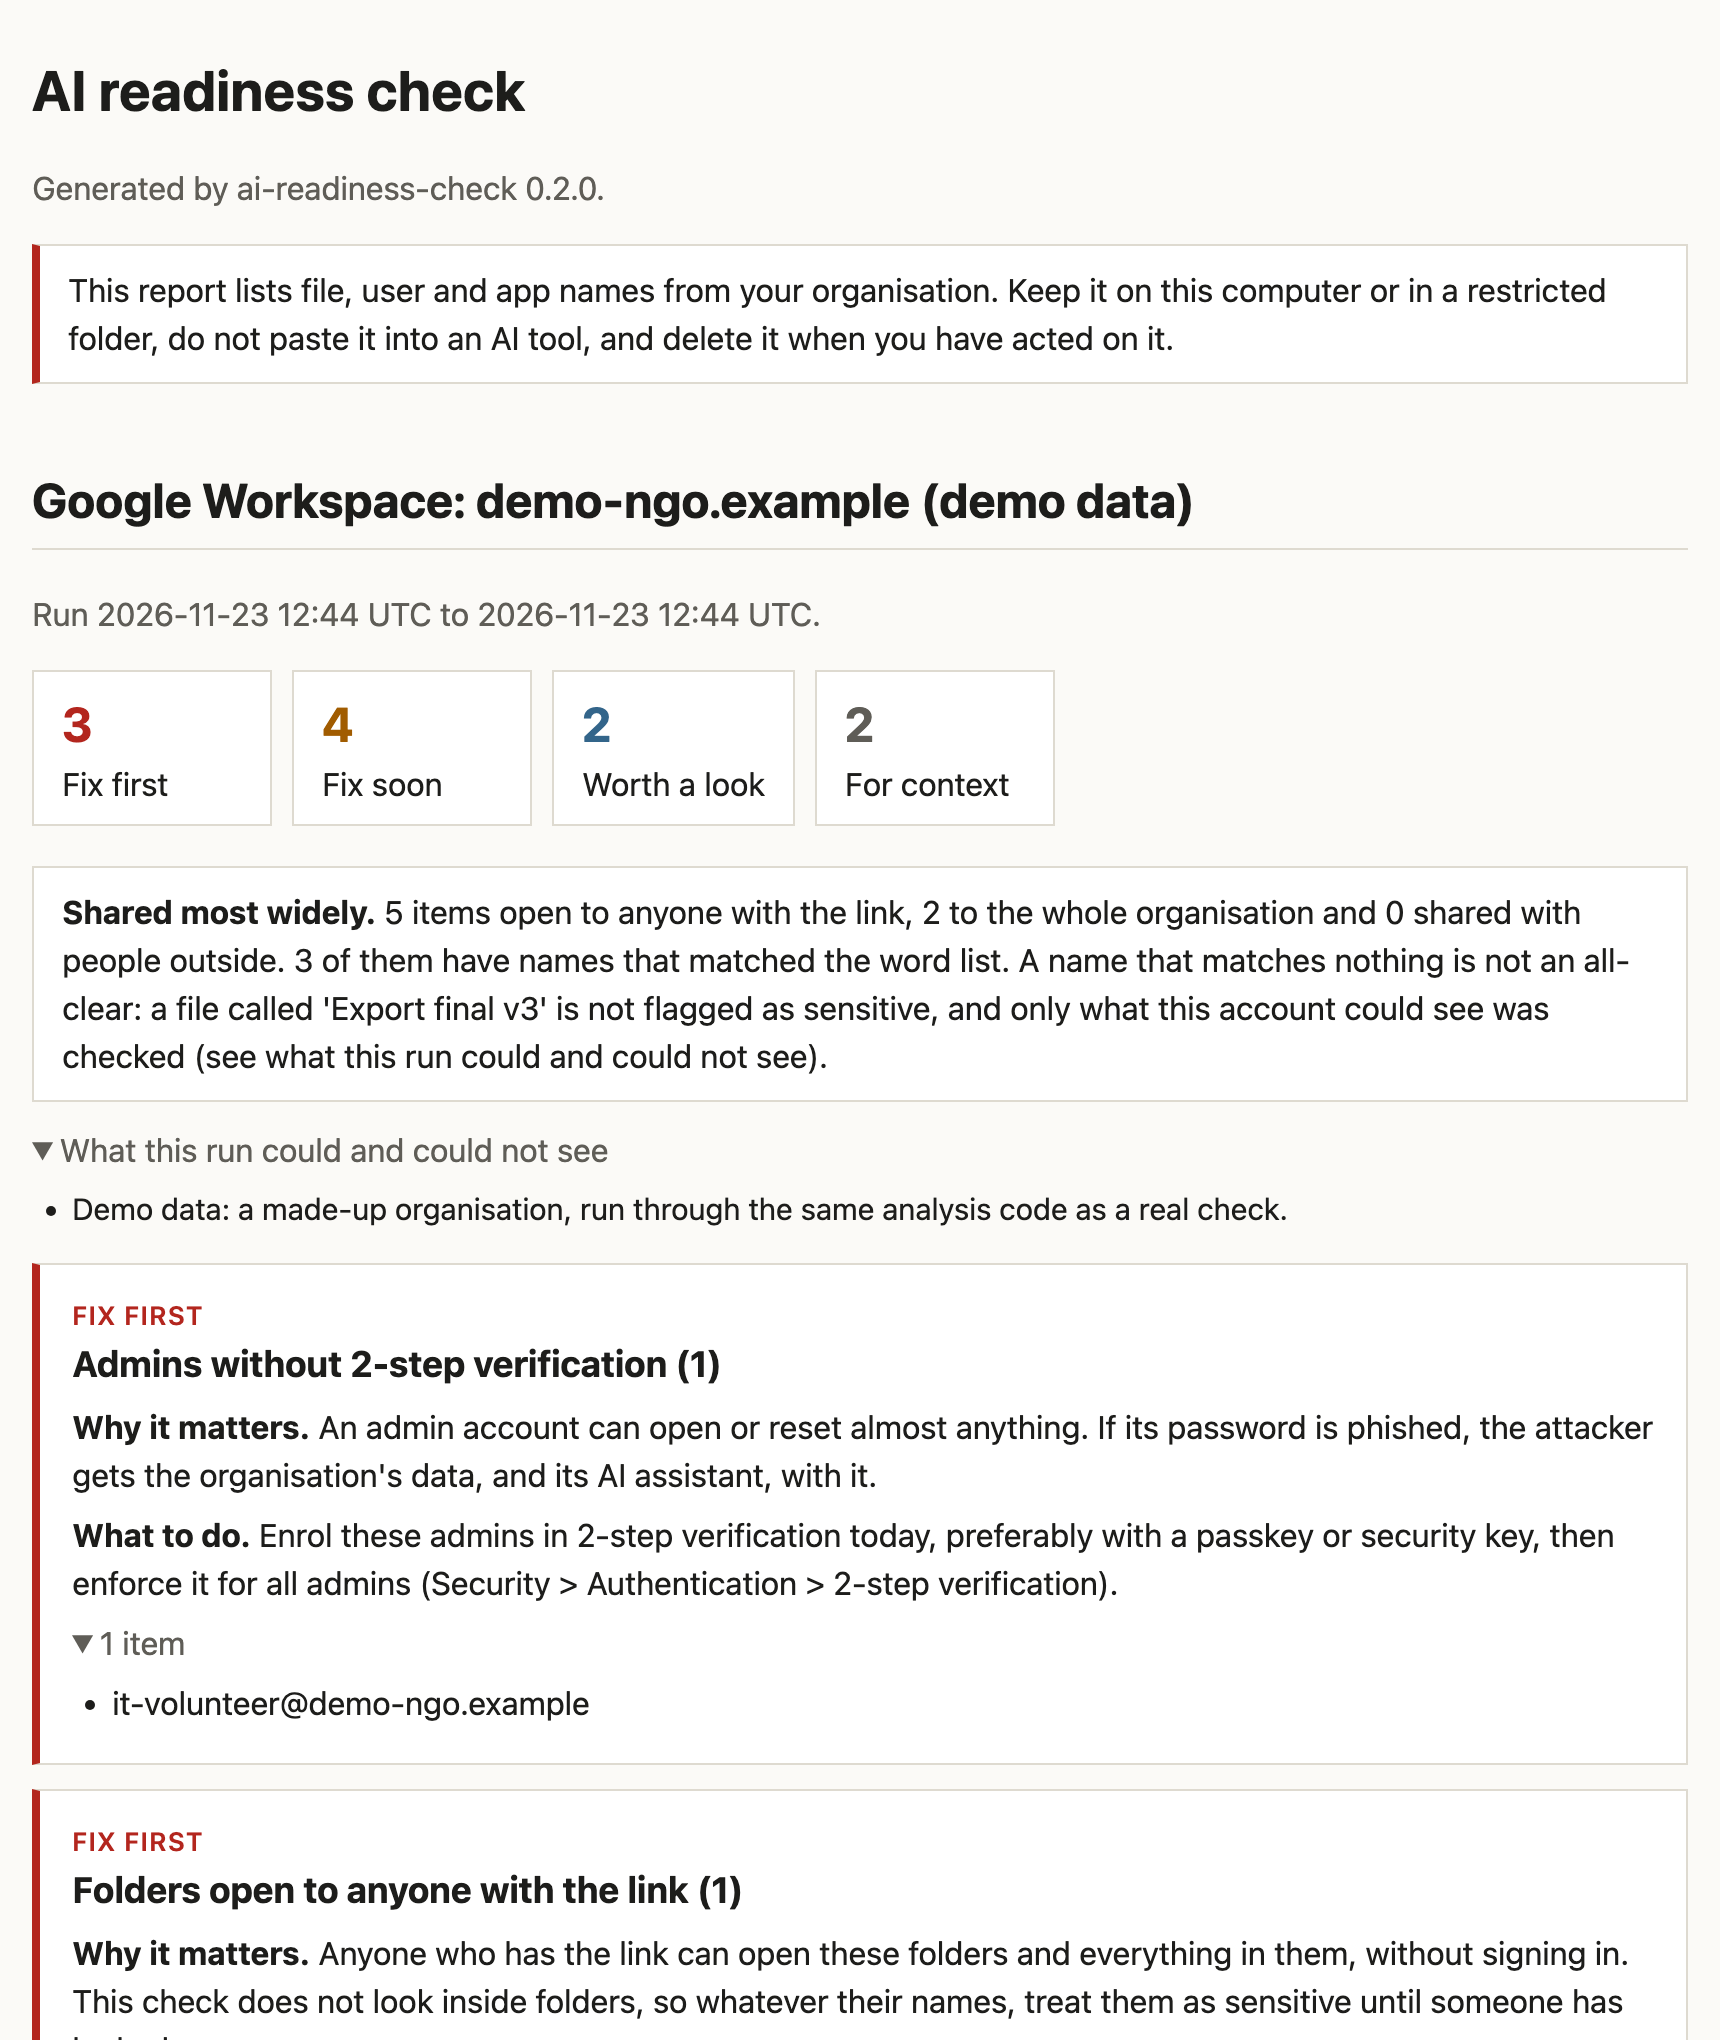 AI readiness check
Generated by ai-readiness-check 0.2.0.
This report lists file, user and app names from your organisation. Keep it on this computer or in a restricted
folder, do not paste it into an AI tool, and delete it when you have acted on it.
Google Workspace: demo-ngo.example (demo data)
Run 2026-11-23 12:44 UTC to 2026-11-23 12:44 UTC.
3
Fix first
4
Fix soon
2
Worth a look
2
For context
Shared most widely. 5 items open to anyone with the link, 2 to the whole organisation and 0 shared with
people outside. 3 of them have names that matched the word list. A name that matches nothing is not an all-
clear: a file called 'Export final v3' is not flagged as sensitive, and only what this account could see was
checked (see what this run could and could not see).
▼ What this run could and could not see
• Demo data: a made-up organisation, run through the same analysis code as a real check.
FIX FIRST
Admins without 2-step verification (1)
Why it matters. An admin account can open or reset almost anything. If its password is phished, the attacker
gets the organisation's data, and its AI assistant, with it.
What to do. Enrol these admins in 2-step verification today, preferably with a passkey or security key, then
enforce it for all admins (Security > Authentication > 2-step verification).
▼ 1 item
• it-volunteer@demo-ngo.example
FIX FIRST
Folders open to anyone with the link (1)
Why it matters. Anyone who has the link can open these folders and everything in them, without signing in.
This check does not look inside folders, so whatever their names, treat them as sensitive until someone has